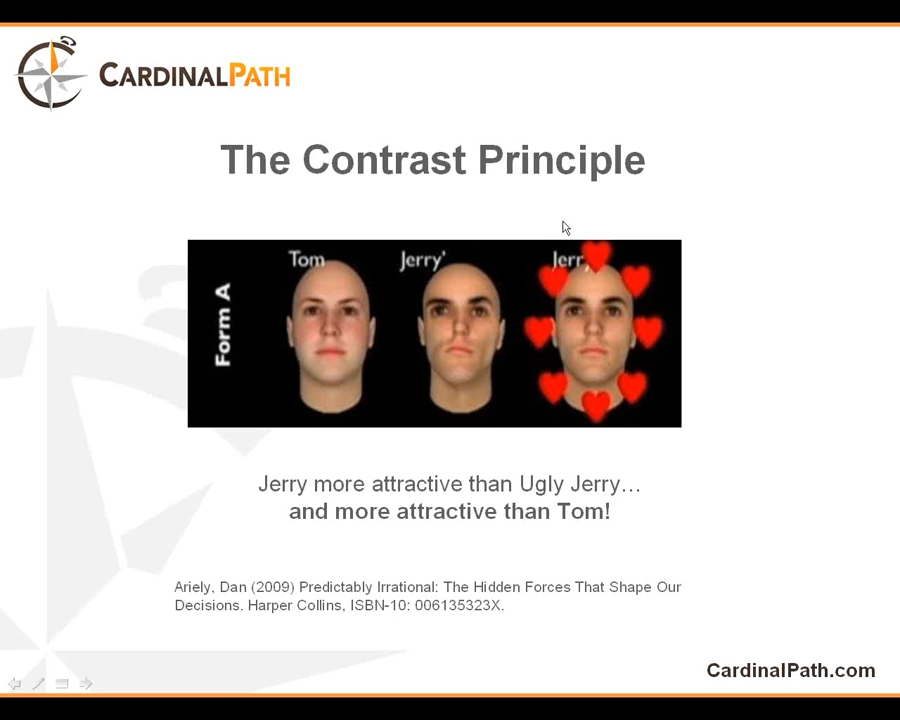 CARDINALPATH
The Contrast Principle
Tom Jerry' Jerry
Form A
Jerry more attractive than Ugly Jerry…
and more attractive than Tom!
Ariely, Dan (2009) Predictably Irrational: The Hidden Forces That Shape Our
Decisions. Harper Collins, ISBN-10: 006135323X.
CardinalPath.com